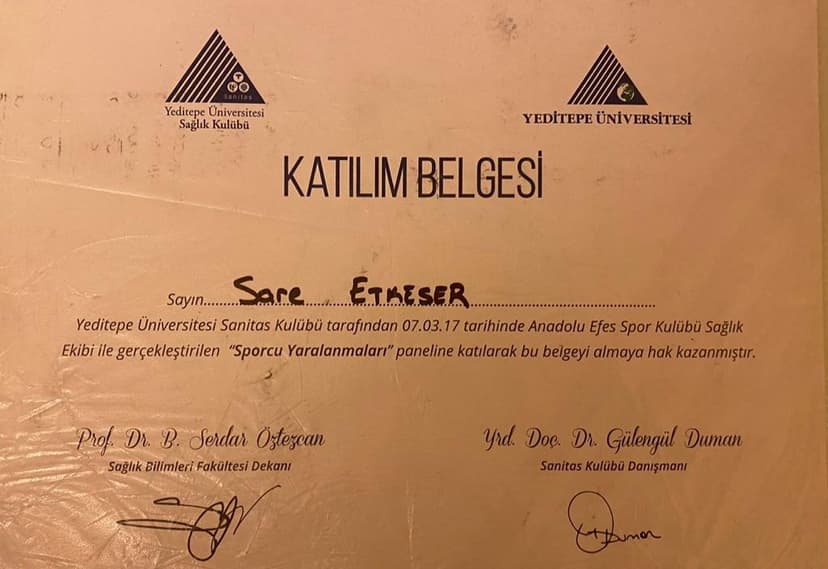 sanitas
Yeditepe Üniversitesi
Sağlık Kulübü
YEDİTEPE ÜNİVERSİTESİ
KATILIM BELGESİ
Sayın.....Sare ETKESER.....
Yeditepe Üniversitesi Sanitas Kulübü tarafından 07.03.17 tarihinde Anadolu Efes Spor Kulübü Sağlık
Ekibi ile gerçekleştirilen “Sporcu Yaralanmaları” paneline katılarak bu belgeyi almaya hak kazanmıştır.
Prof. Dr. B. Serdar Öztezcan
Sağlık Bilimleri Fakültesi Dekanı
Yrd. Doç. Dr. Gülengül Duman
Sanitas Kulübü Danışmanı
Duman